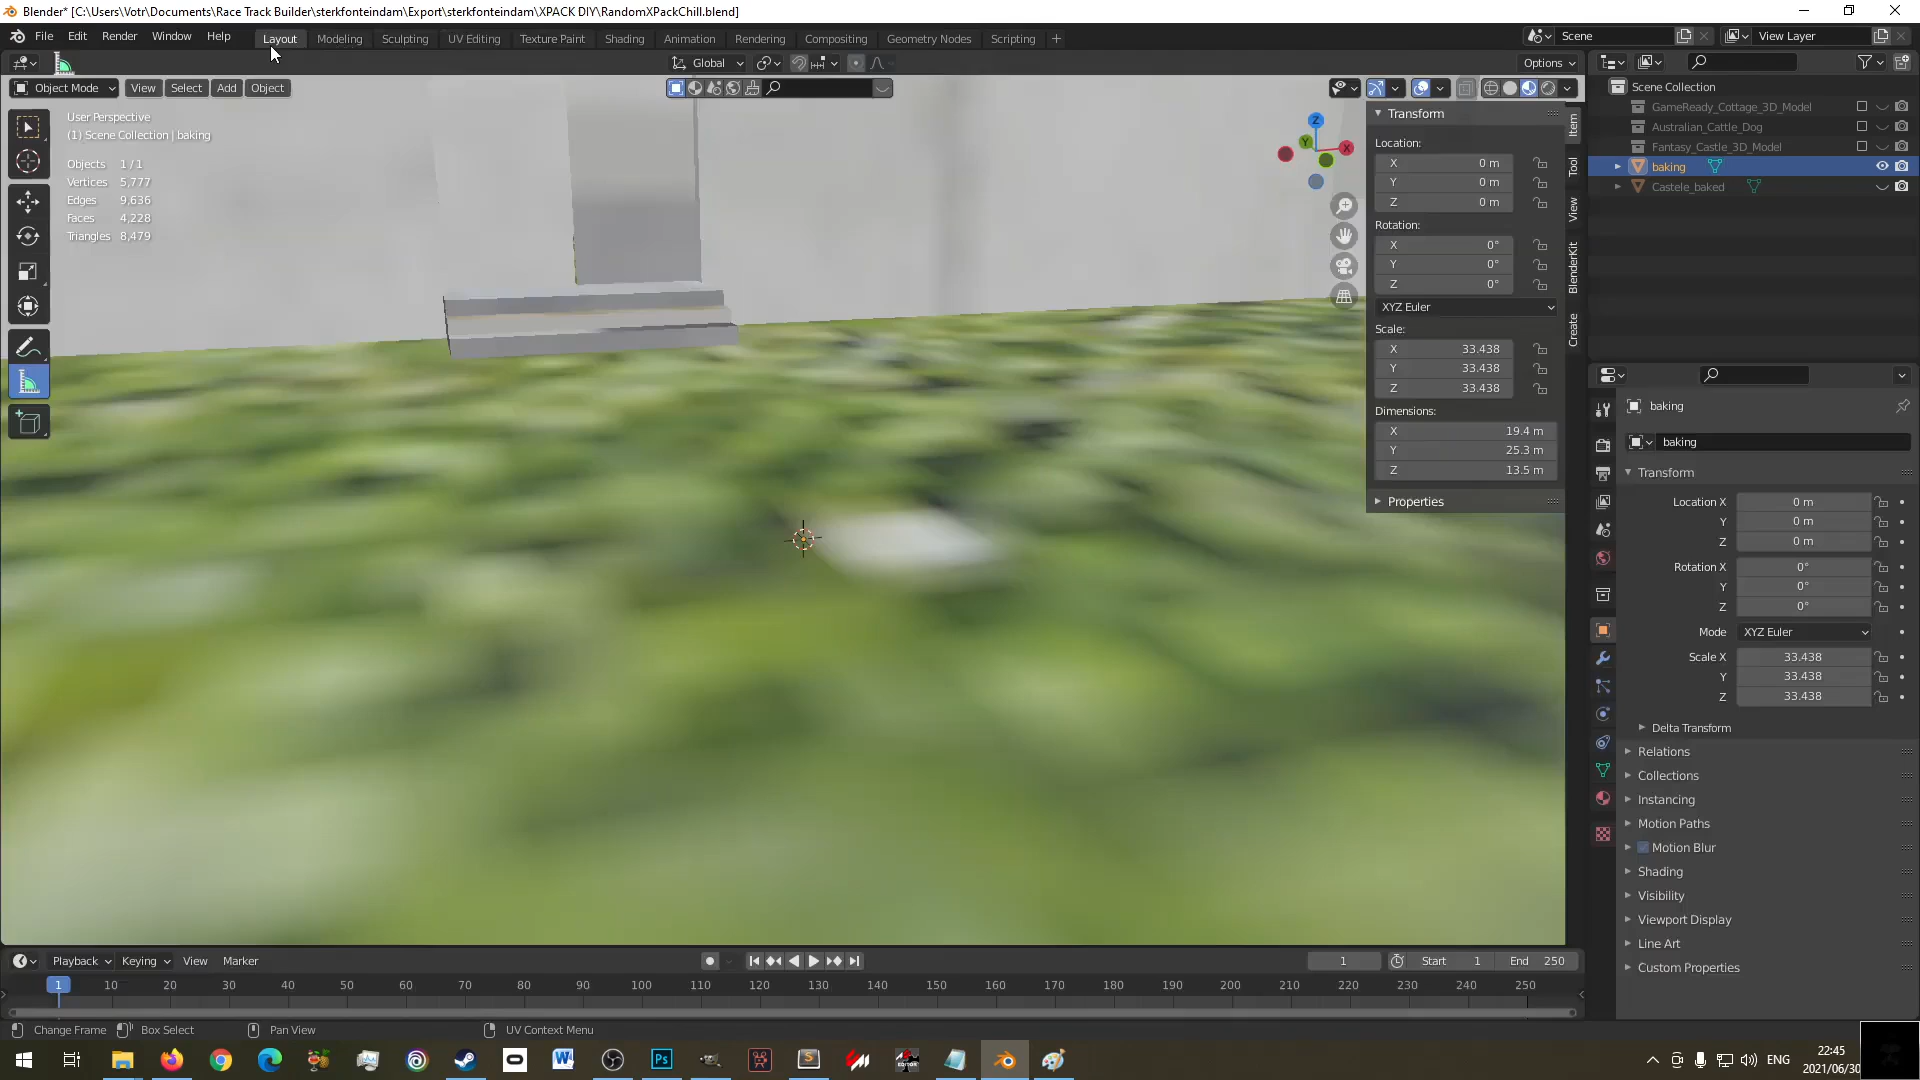 Blender* [C:\Users\Votr\Documents\Race Track Builder\sterkfonteindam\Export\sterkfonteindam\XPACK DIY\RandomXPackChill.blend]
File Edit Render Window Help Layout Modeling Sculpting UV Editing Texture Paint Shading Animation Rendering Compositing Geometry Nodes Scripting + Scene View Layer
Global Options
Object Mode View Select Add Object
User Perspective
(1) Scene Collection | baking
Objects 1 / 1
Vertices 5,777
Edges 9,636
Faces 4,228
Triangles 8,479
Z
Y
X
Transform
Location:
X 0 m
Y 0 m
Z 0 m
Rotation:
X 0°
Y 0°
Z 0°
XYZ Euler
Scale:
X 33.438
Y 33.438
Z 33.438
Dimensions:
X 19.4 m
Y 25.3 m
Z 13.5 m
Properties
Item
Tool
View
BlenderKit
Create
Scene Collection
GameReady_Cottage_3D_Model
Australian_Cattle_Dog
Fantasy_Castle_3D_Model
baking
Castele_baked
baking
baking
Transform
Location X 0 m
Y 0 m
Z 0 m
Rotation X 0°
Y 0°
Z 0°
Mode XYZ Euler
Scale X 33.438
Y 33.438
Z 33.438
Delta Transform
Relations
Collections
Instancing
Motion Paths
Motion Blur
Shading
Visibility
Viewport Display
Line Art
Custom Properties
Playback Keying View Marker 1 Start 1 End 250
1 10 20 30 40 50 60 70 80 90 100 110 120 130 140 150 160 170 180 190 200 210 220 230 240 250
Change Frame Box Select Pan View UV Context Menu
ENG
22:45
2021/06/30